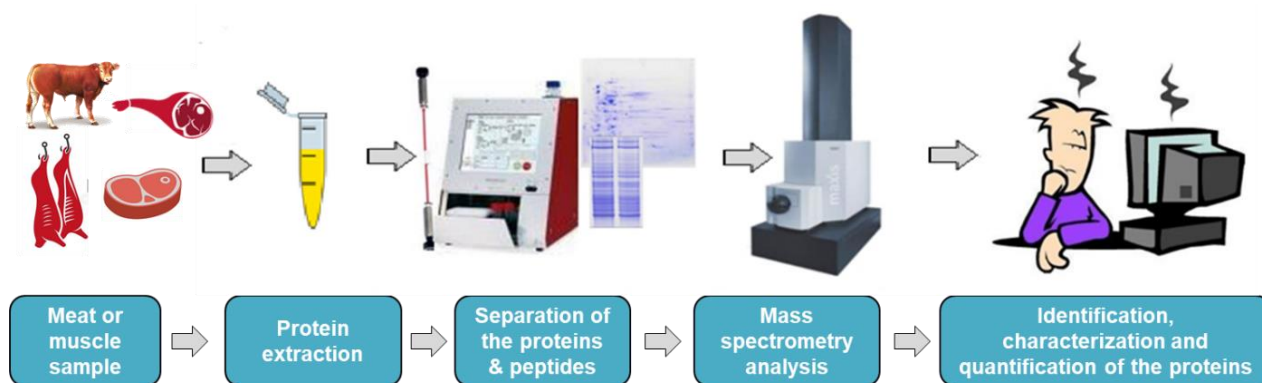 maxis
Meat or
muscle
sample
Protein
extraction
Separation of
the proteins
& peptides
Mass
spectrometry
analysis
Identification,
characterization and
quantification of the proteins